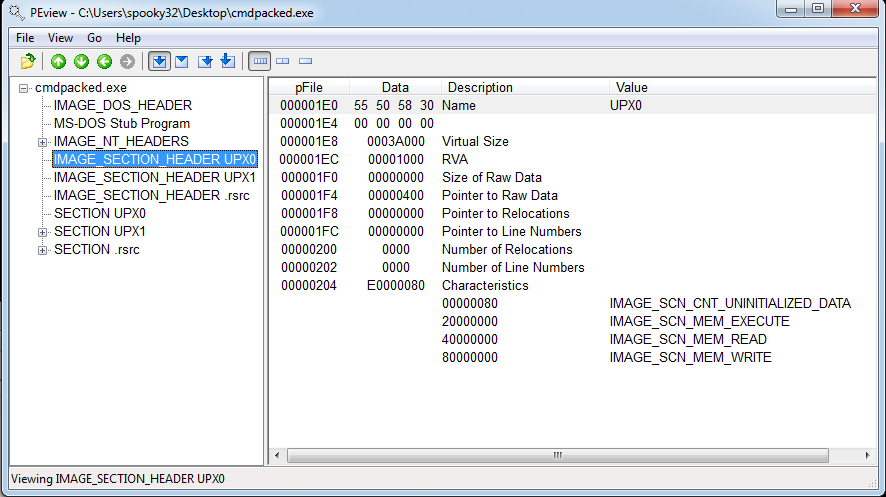 PEview - C:\Users\spooky32\Desktop\cmdpacked.exe
File View Go Help
cmdpacked.exe
IMAGE_DOS_HEADER
MS-DOS Stub Program
IMAGE_NT_HEADERS
IMAGE_SECTION_HEADER UPX0
IMAGE_SECTION_HEADER UPX1
IMAGE_SECTION_HEADER .rsrc
SECTION UPX0
SECTION UPX1
SECTION .rsrc
pFile Data Description Value
000001E0 55 50 58 30 Name UPX0
000001E4 00 00 00 00
000001E8 0003A000 Virtual Size
000001EC 00001000 RVA
000001F0 00000000 Size of Raw Data
000001F4 00000400 Pointer to Raw Data
000001F8 00000000 Pointer to Relocations
000001FC 00000000 Pointer to Line Numbers
00000200 0000 Number of Relocations
00000202 0000 Number of Line Numbers
00000204 E0000080 Characteristics
00000080 IMAGE_SCN_CNT_UNINITIALIZED_DATA
20000000 IMAGE_SCN_MEM_EXECUTE
40000000 IMAGE_SCN_MEM_READ
80000000 IMAGE_SCN_MEM_WRITE
Viewing IMAGE_SECTION_HEADER UPX0